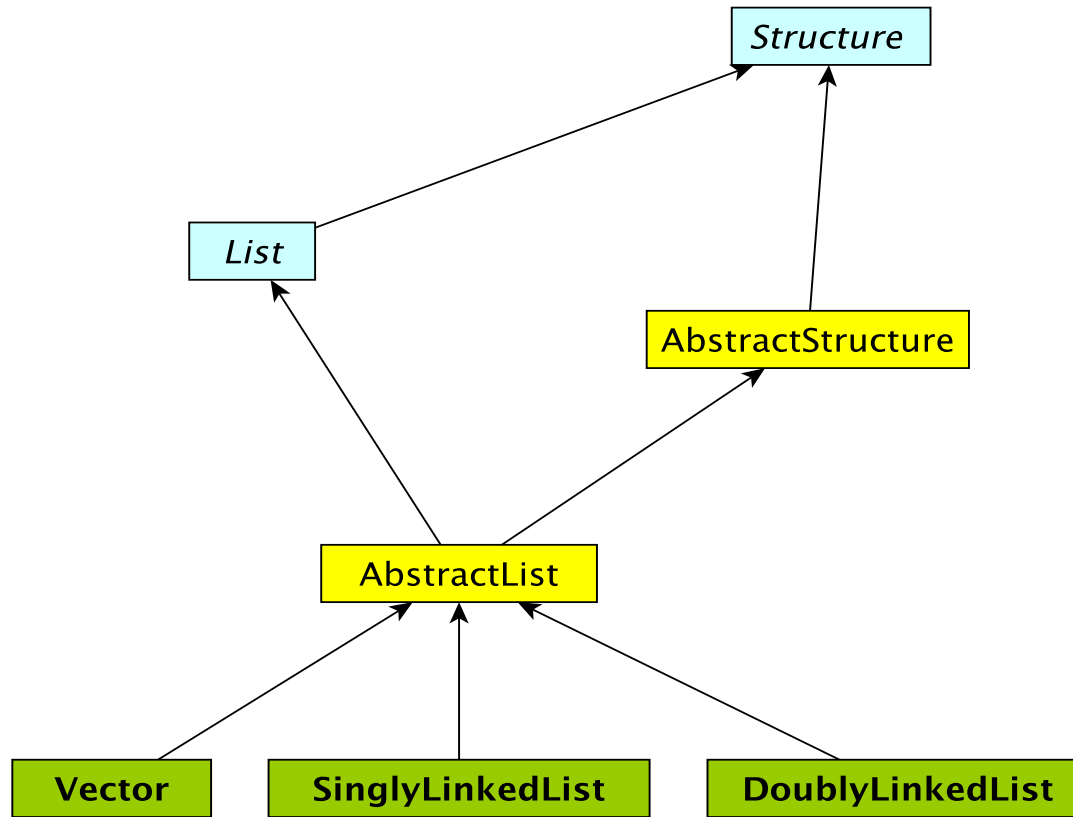 Structure
List
AbstractStructure
AbstractList
Vector
SinglyLinkedList
DoublyLinkedList